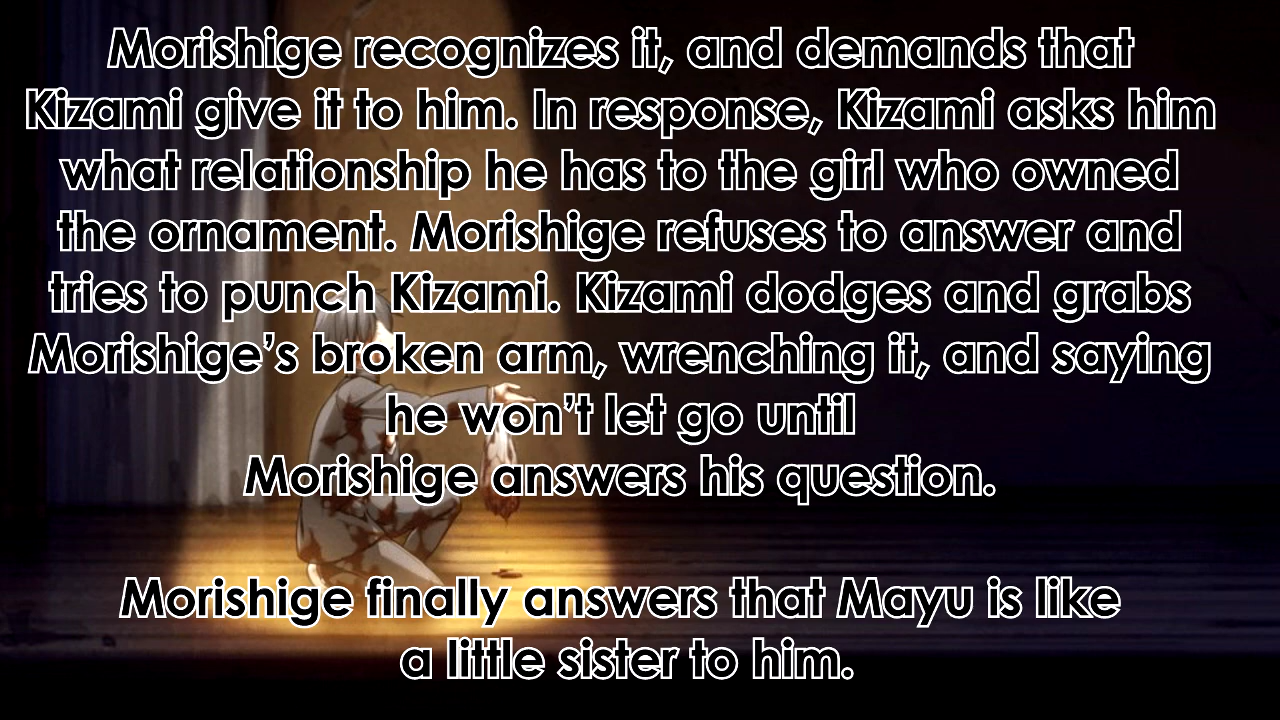 Morishige recognizes it, and demands that
Kizami give it to him. In response, Kizami asks him
what relationship he has to the girl who owned
the ornament. Morishige refuses to answer and
tries to punch Kizami. Kizami dodges and grabs
Morishige’s broken arm, wrenching it, and saying
he won’t let go until
Morishige answers his question.
Morishige finally answers that Mayu is like
a little sister to him.